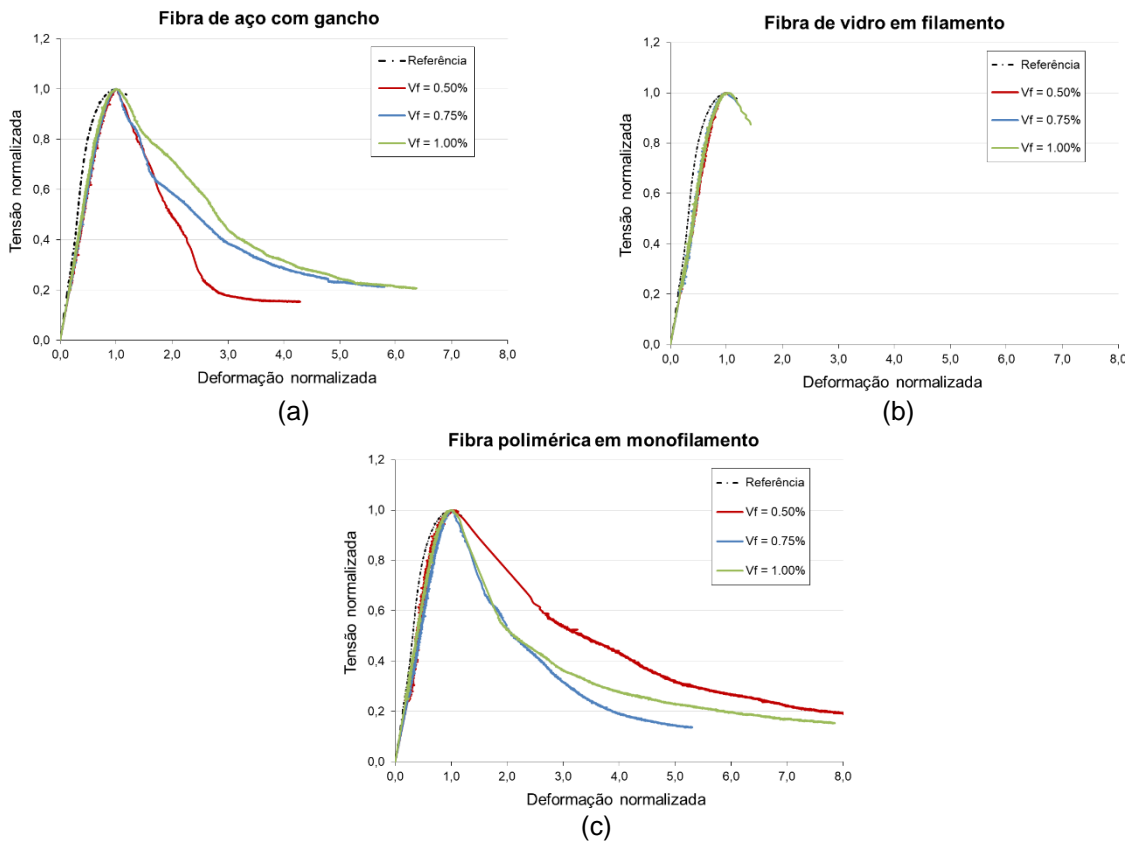 Fibra de aço com gancho
1,2
1,0
0,8
0,6
0,4
0,2
0,0
Tensão normalizada
Referência
Vf = 0.50%
Vf = 0.75%
Vf = 1.00%
0,0 1,0 2,0 3,0 4,0 5,0 6,0 7,0 8,0
Deformação normalizada
(a)
Fibra de vidro em filamento
1,2
1,0
0,8
0,6
0,4
0,2
0,0
Tensão normalizada
Referência
Vf = 0.50%
Vf = 0.75%
Vf = 1.00%
0,0 1,0 2,0 3,0 4,0 5,0 6,0 7,0 8,0
Deformação normalizada
(b)
Fibra polimérica em monofilamento
1,2
1,0
0,8
0,6
0,4
0,2
0,0
Tensão normalizada
Referência
Vf = 0.50%
Vf = 0.75%
Vf = 1.00%
0,0 1,0 2,0 3,0 4,0 5,0 6,0 7,0 8,0
Deformação normalizada
(c)